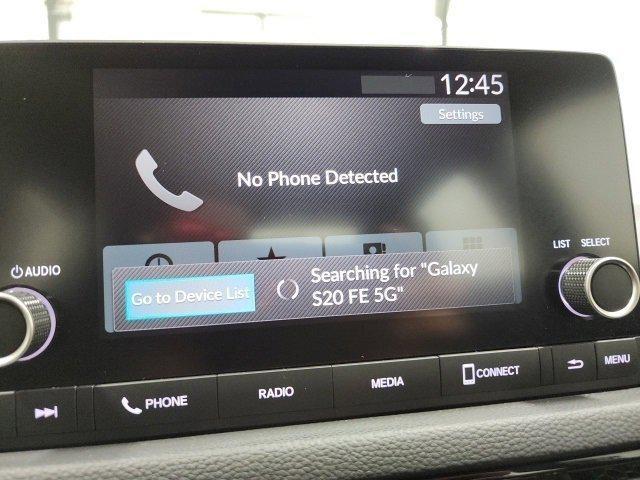 12:45
Settings
No Phone Detected
Go to Device List
Searching for "Galaxy
S20 FE 5G"
AUDIO
LIST SELECT
PHONE
RADIO
MEDIA
CONNECT
MENU